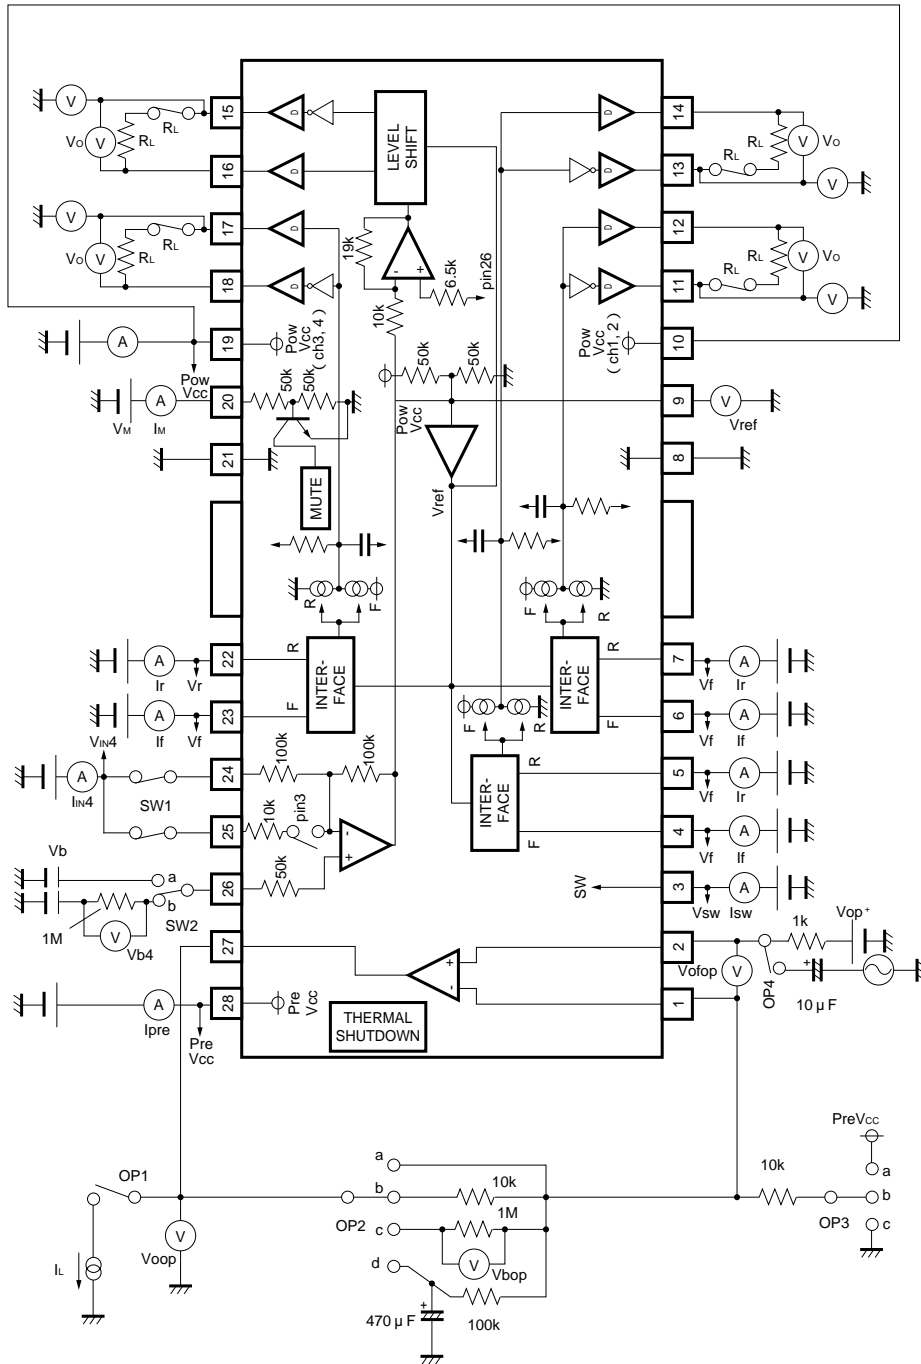 15
16
17
18
19
20
21
22
23
24
25
26
27
28
14
13
12
11
10
9
8
7
6
5
4
3
2
1
V
VO
V
RL
RL
D
D
LEVEL
SHIFT
D
D
RL
RL
V
VO
V
V
VO
V
RL
RL
D
D
19k
10k
-
+
6.5k
pin26
D
D
RL
RL
V
VO
V
A
Pow
Vcc
Pow
Vcc
(ch3, 4)
50k
50k
Pow
Vcc
Pow
Vcc
(ch1, 2)
VM
A
IM
50k
50k
MUTE
Vref
V
Vref
R
F
F
R
F
R
INTER-
FACE
R
F
INTER-
FACE
R
F
INTER-
FACE
R
F
A
Ir
Vr
A
If
Vf
Vf
A
Ir
Vf
A
If
Vf
A
Ir
Vf
A
If
VIN4
A
IIN4
SW1
100k
100k
10k
pin3
-
+
50k
Vb
a
b
SW2
1M
V
Vb4
SW
Vsw
A
Isw
+
-
Vofop
V
OP4
1k
Vop+
+
10 µ F
A
Ipre
Pre
Vcc
Pre
Vcc
THERMAL
SHUTDOWN
OP1
IL
V
Voop
OP2
a
b
c
d
10k
1M
V
Vbop
+
470 µ F
100k
10k
OP3
PreVcc
a
b
c